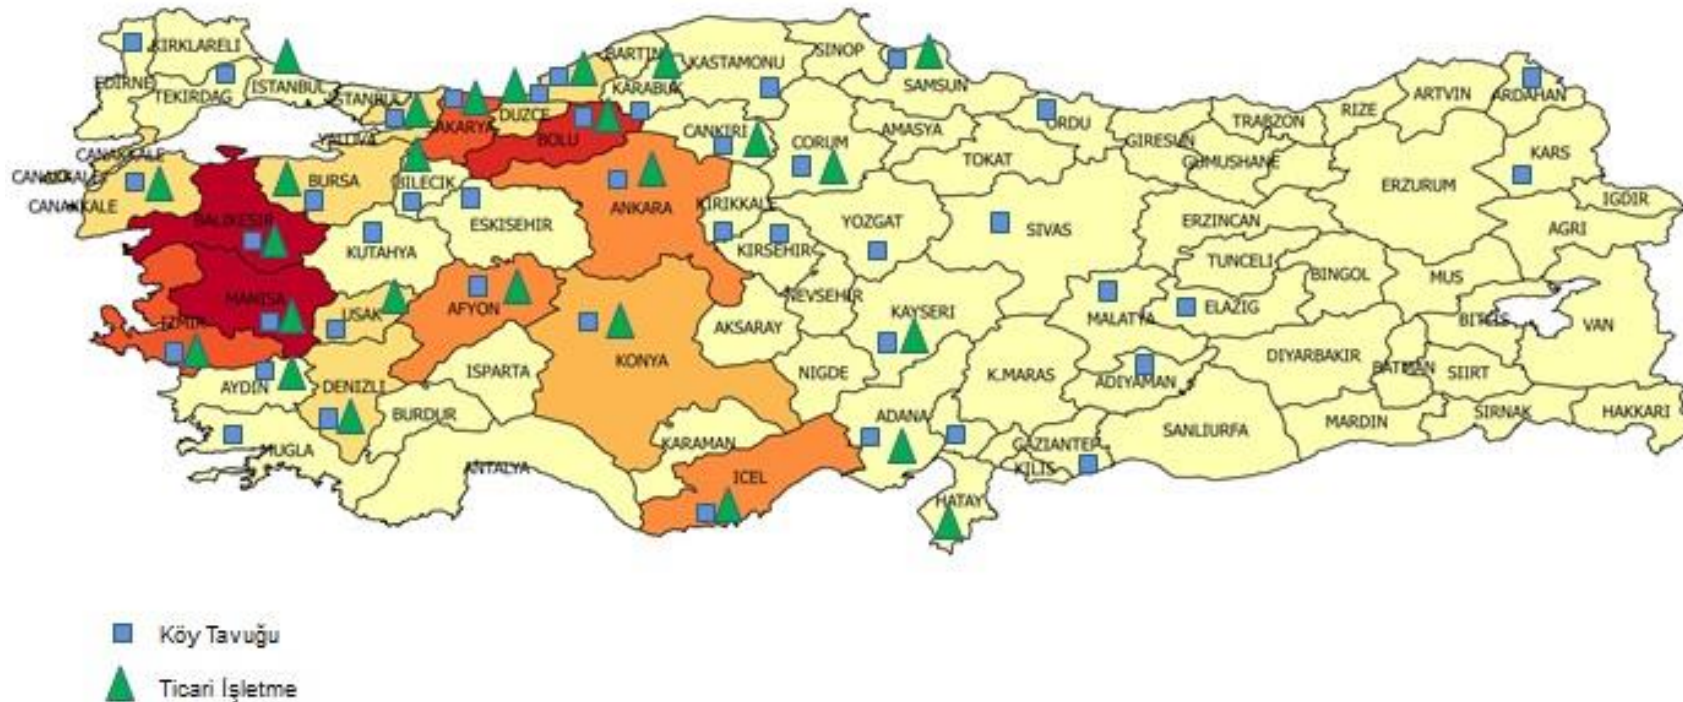 KIRKLARELI
EDIRNE
TEKIRDAG
ISTANBUL
ISTANBUL
YALOVA
SAKARYA
DUZCE
BOLU
BARTIN
KARABUK
KASTAMONU
SINOP
SAMSUN
CANKIRI
CORUM
AMASYA
ORDU
TOKAT
GIRESUN
GUMUSHANE
TRABZON
RIZE
ARTVIN
ARDAHAN
KARS
IGDIR
AGRI
ERZURUM
ERZINCAN
CANAKKALE
CANAKKALE
CANAKKALE
BALIKESIR
BURSA
BILECIK
KUTAHYA
ESKISEHIR
ANKARA
KIRIKKALE
KIRSEHIR
YOZGAT
SIVAS
TUNCELI
BINGOL
MUS
MANISA
IZMIR
USAK
AFYON
KONYA
AKSARAY
NEVSEHIR
KAYSERI
MALATYA
ELAZIG
BITLIS
VAN
AYDIN
DENIZLI
ISPARTA
BURDUR
NIGDE
K.MARAS
ADIYAMAN
DIYARBAKIR
BATMAN
SIIRT
SIRNAK
HAKKARI
MARDIN
SANLIURFA
MUGLA
ANTALYA
KARAMAN
ICEL
ADANA
GAZIANTEP
KILIS
HATAY
Köy Tavuğu
Ticari İşletme